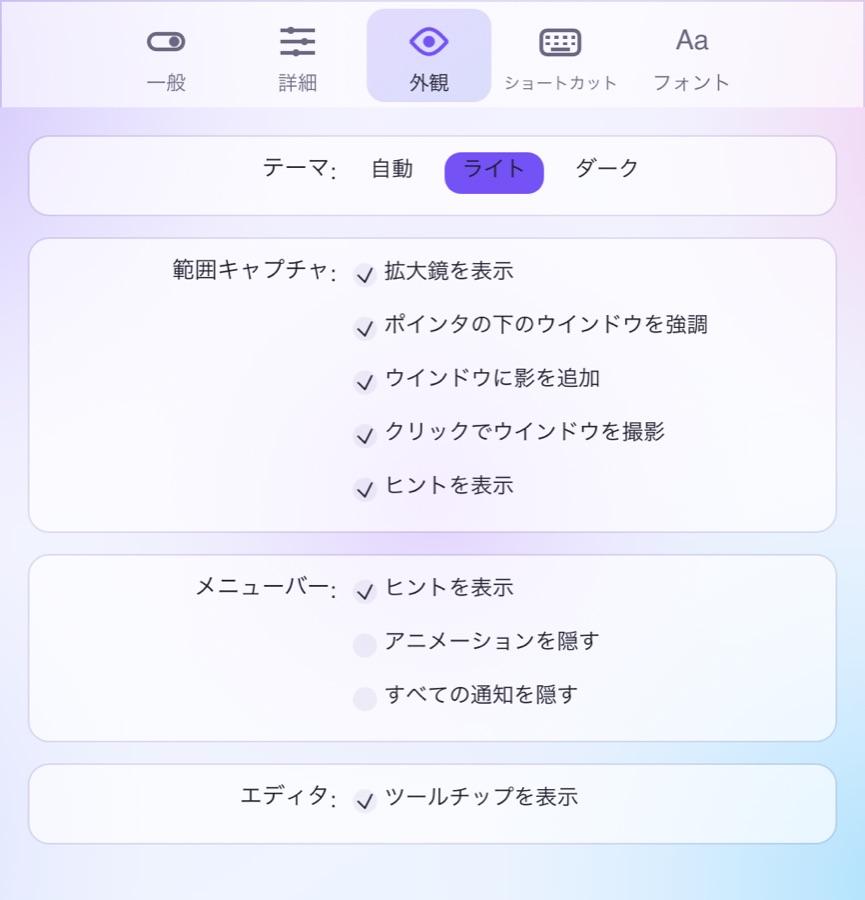 一般
詳細
外観
ショートカット
Aa
フォント
テーマ: 自動 ライト ダーク
範囲キャプチャ: 拡大鏡を表示
ポインタの下のウインドウを強調
ウインドウに影を追加
クリックでウインドウを撮影
ヒントを表示
メニューバー: ヒントを表示
アニメーションを隠す
すべての通知を隠す
エディタ: ツールチップを表示